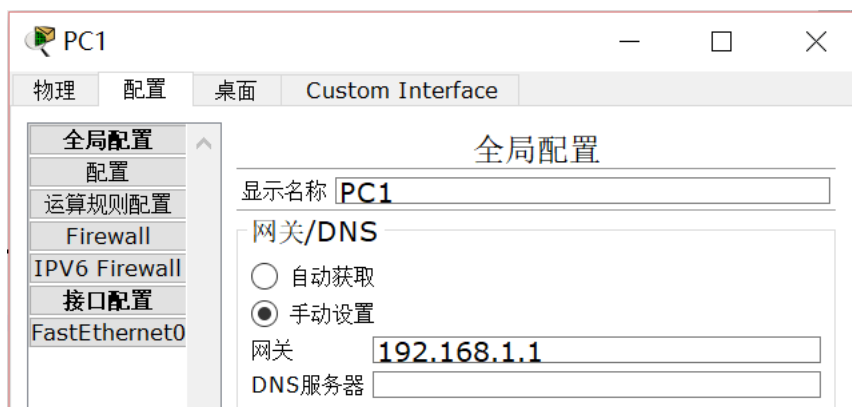 PC1
物理 配置 桌面 Custom Interface
全局配置
配置
运算规则配置
Firewall
IPV6 Firewall
接口配置
FastEthernet0
全局配置
显示名称 PC1
网关/DNS
自动获取
手动设置
网关 192.168.1.1
DNS服务器